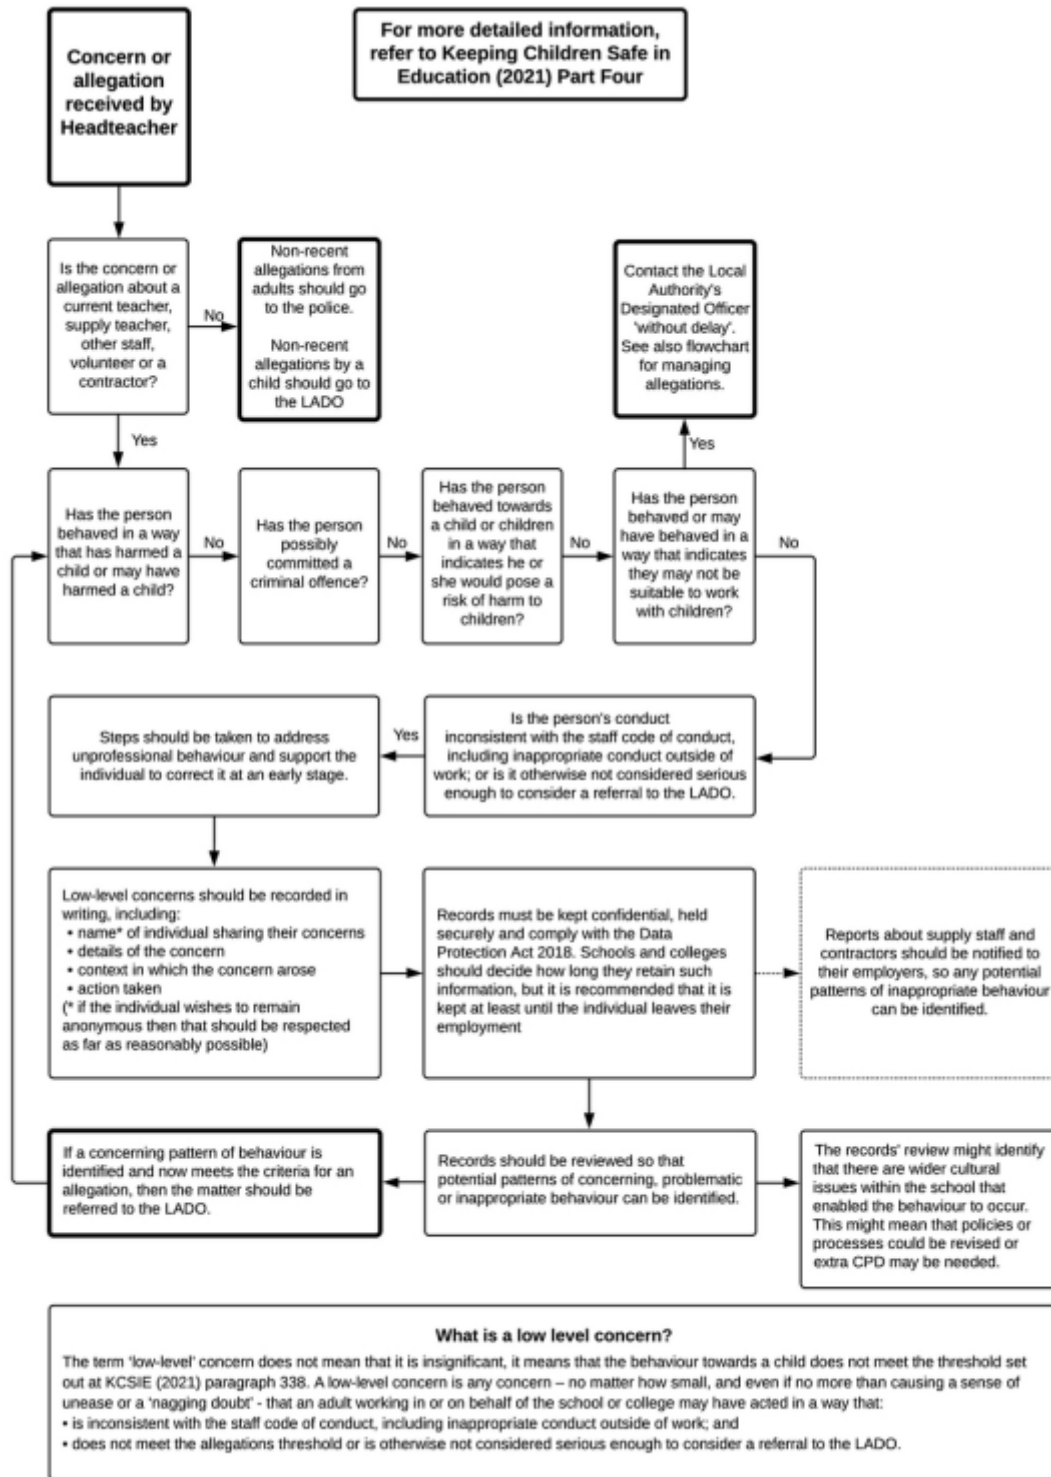 Concern or
allegation
received by
Headteacher
For more detailed information,
refer to Keeping Children Safe in
Education (2021) Part Four
Is the concern or
allegation about a
current teacher,
supply teacher,
other staff,
volunteer or a
contractor?
No
Non-recent
allegations from
adults should go
to the police.
Non-recent
allegations by a
child should go to
the LADO
Contact the Local
Authority's
Designated Officer
'without delay'.
See also flowchart
for managing
allegations.
Yes
Yes
Has the person
behaved in a way
that has harmed a
child or may have
harmed a child?
No
Has the person
possibly
committed a
criminal offence?
No
Has the person
behaved towards
a child or children
in a way that
indicates he or
she would pose a
risk of harm to
children?
No
Has the person
behaved or may
have behaved in a
way that indicates
they may not be
suitable to work
with children?
No
Steps should be taken to address
unprofessional behaviour and support the
individual to correct it at an early stage.
Yes
Is the person's conduct
inconsistent with the staff code of conduct,
including inappropriate conduct outside of
work; or is it otherwise not considered serious
enough to consider a referral to the LADO.
Low-level concerns should be recorded in
writing, including:
• name* of individual sharing their concerns
• details of the concern
• context in which the concern arose
• action taken
(* if the individual wishes to remain
anonymous then that should be respected
as far as reasonably possible)
Records must be kept confidential, held
securely and comply with the Data
Protection Act 2018. Schools and colleges
should decide how long they retain such
information, but it is recommended that it is
kept at least until the individual leaves their
employment
Reports about supply staff and
contractors should be notified to
their employers, so any potential
patterns of inappropriate behaviour
can be identified.
If a concerning pattern of behaviour is
identified and now meets the criteria for an
allegation, then the matter should be
referred to the LADO.
Records should be reviewed so that
potential patterns of concerning, problematic
or inappropriate behaviour can be identified.
The records' review might identify
that there are wider cultural
issues within the school that
enabled the behaviour to occur.
This might mean that policies or
processes could be revised or
extra CPD may be needed.
What is a low level concern?
The term 'low-level' concern does not mean that it is insignificant, it means that the behaviour towards a child does not meet the threshold set
out at KCSIE (2021) paragraph 338. A low-level concern is any concern – no matter how small, and even if no more than causing a sense of
unease or a 'nagging doubt' - that an adult working in or on behalf of the school or college may have acted in a way that:
• is inconsistent with the staff code of conduct, including inappropriate conduct outside of work; and
• does not meet the allegations threshold or is otherwise not considered serious enough to consider a referral to the LADO.